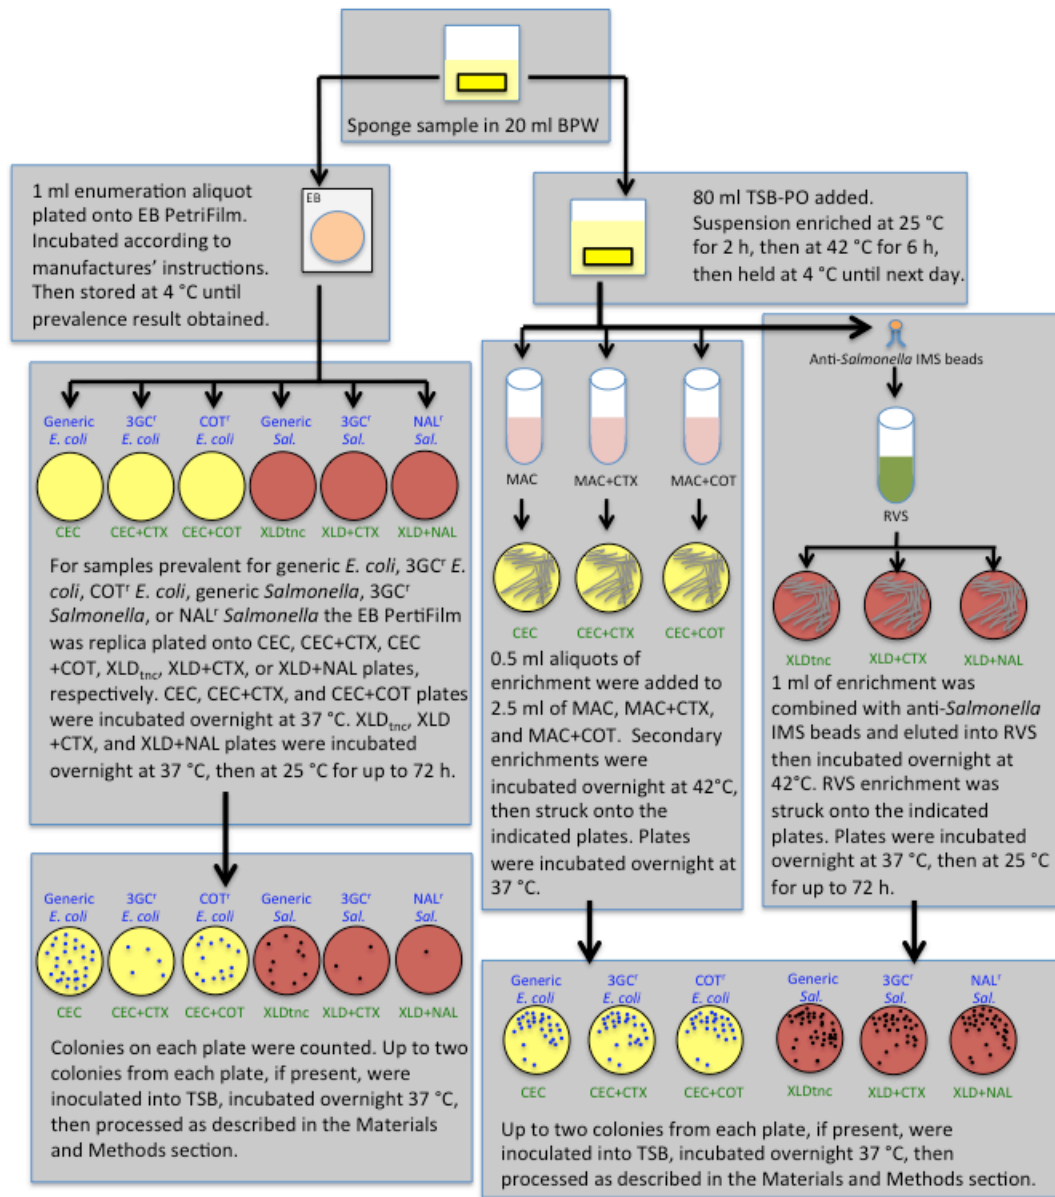 Sponge sample in 20 ml BPW
1 ml enumeration aliquot
plated onto EB PetriFilm.
Incubated according to
manufactures’ instructions.
Then stored at 4 °C until
prevalence result obtained.
EB
80 ml TSB-PO added.
Suspension enriched at 25 °C
for 2 h, then at 42 °C for 6 h,
then held at 4 °C until next day.
Generic 3GCʳ COTʳ Generic 3GCʳ NALʳ
E. coli E. coli E. coli Sal. Sal. Sal.
CEC CEC+CTX CEC+COT XLDtnc XLD+CTX XLD+NAL
For samples prevalent for generic E. coli, 3GCʳ E.
coli, COTʳ E. coli, generic Salmonella, 3GCʳ
Salmonella, or NALʳ Salmonella the EB PertiFilm
was replica plated onto CEC, CEC+CTX, CEC
+COT, XLDtnc, XLD+CTX, or XLD+NAL plates,
respectively. CEC, CEC+CTX, and CEC+COT plates
were incubated overnight at 37 °C. XLDtnc, XLD
+CTX, and XLD+NAL plates were incubated
overnight at 37 °C, then at 25 °C for up to 72 h.
MAC MAC+CTX MAC+COT
CEC CEC+CTX CEC+COT
0.5 ml aliquots of
enrichment were added to
2.5 ml of MAC, MAC+CTX,
and MAC+COT. Secondary
enrichments were
incubated overnight at 42°C,
then struck onto the
indicated plates. Plates
were incubated overnight at
37 °C.
Anti-Salmonella IMS beads
RVS
XLDtnc XLD+CTX XLD+NAL
1 ml of enrichment was
combined with anti-Salmonella
IMS beads and eluted into RVS
then incubated overnight at
42°C. RVS enrichment was
struck onto the indicated
plates. Plates were incubated
overnight at 37 °C, then at 25 °C
for up to 72 h.
Generic 3GCʳ COTʳ Generic 3GCʳ NALʳ
E. coli E. coli E. coli Sal. Sal. Sal.
CEC CEC+CTX CEC+COT XLDtnc XLD+CTX XLD+NAL
Colonies on each plate were counted. Up to two
colonies from each plate, if present, were
inoculated into TSB, incubated overnight 37 °C,
then processed as described in the Materials
and Methods section.
Generic 3GCʳ COTʳ Generic 3GCʳ NALʳ
E. coli E. coli E. coli Sal. Sal. Sal.
CEC CEC+CTX CEC+COT XLDtnc XLD+CTX XLD+NAL
Up to two colonies from each plate, if present, were
inoculated into TSB, incubated overnight 37 °C, then
processed as described in the Materials and Methods section.